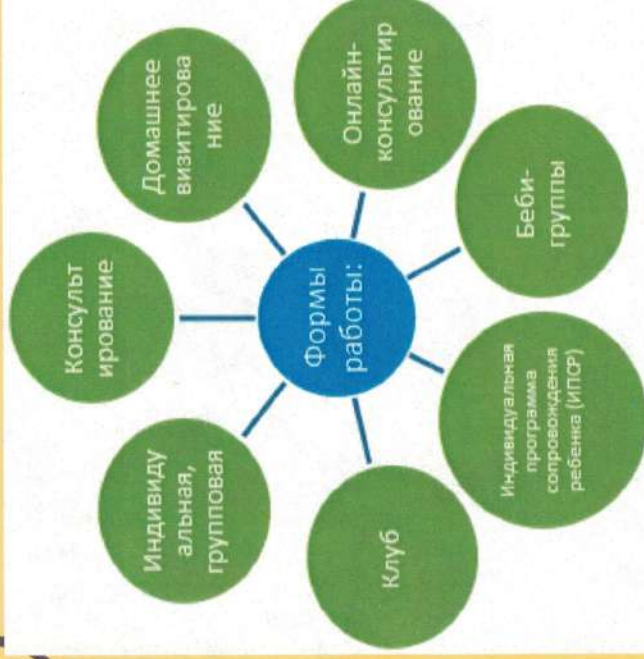 Формы
работы:
Консульт
ирование
Домашнее
визитирова
ние
Онлайн-
консультир
ование
Беби-
группы
Индивидуальная
программа
сопровождения
ребенка (ИПСР)
Клуб
Индивиду
альная,
групповая